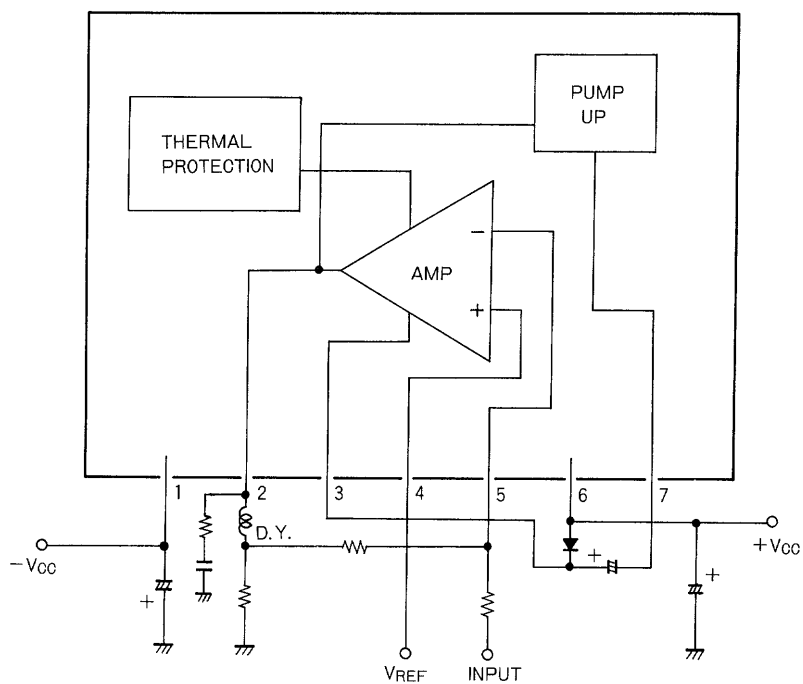 PUMP
UP
THERMAL
PROTECTION
−
AMP
+
1
2
3
4
5
6
7
D.Y.
−VCC
+
+
+VCC
+
VREF
INPUT